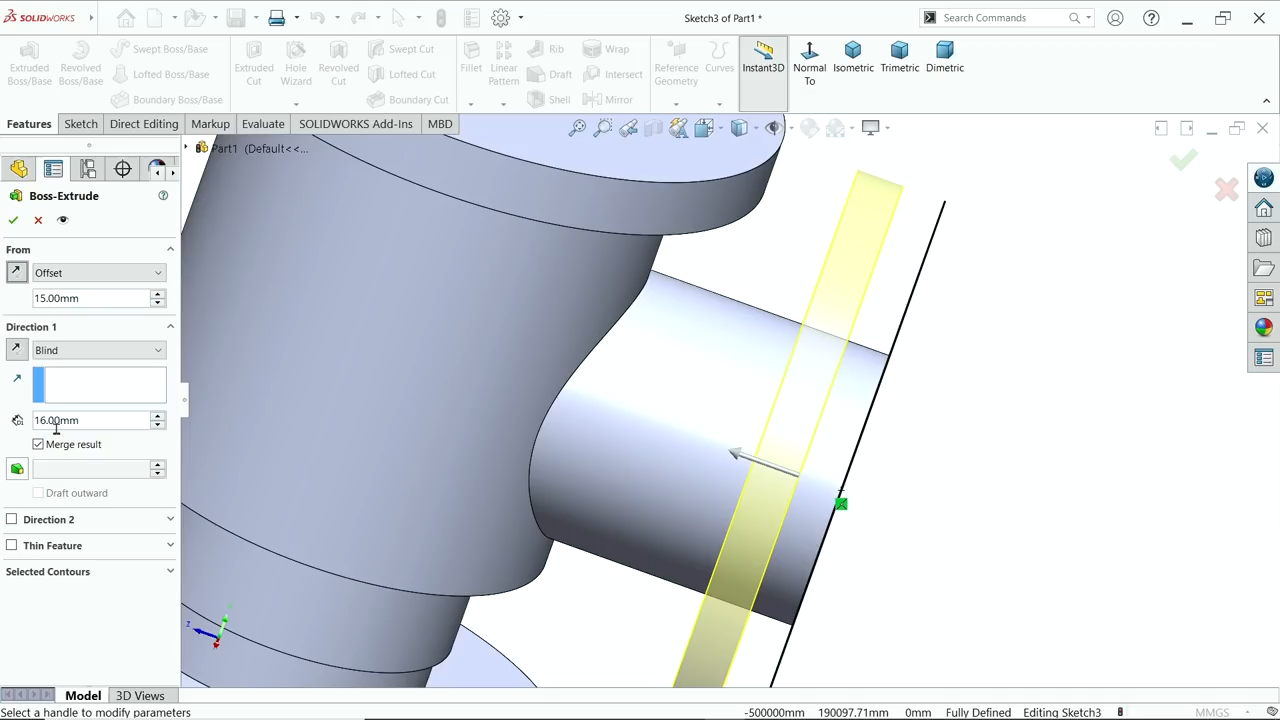 SOLIDWORKS
Sketch3 of Part1 *
Search Commands
Extruded Boss/Base
Revolved Boss/Base
Swept Boss/Base
Lofted Boss/Base
Boundary Boss/Base
Extruded Cut
Hole Wizard
Revolved Cut
Swept Cut
Lofted Cut
Boundary Cut
Fillet
Linear Pattern
Rib
Draft
Shell
Wrap
Intersect
Mirror
Reference Geometry
Curves
Instant3D
Normal To
Isometric
Trimetric
Dimetric
Features Sketch Direct Editing Markup Evaluate SOLIDWORKS Add-Ins MBD
Part1 (Default<<...
Boss-Extrude
From
Offset
15.00mm
Direction 1
Blind
16.00mm
Merge result
Draft outward
Direction 2
Thin Feature
Selected Contours
z
Model 3D Views
Select a handle to modify parameters -500000mm 190097.71mm 0mm Fully Defined Editing Sketch3 MMGS